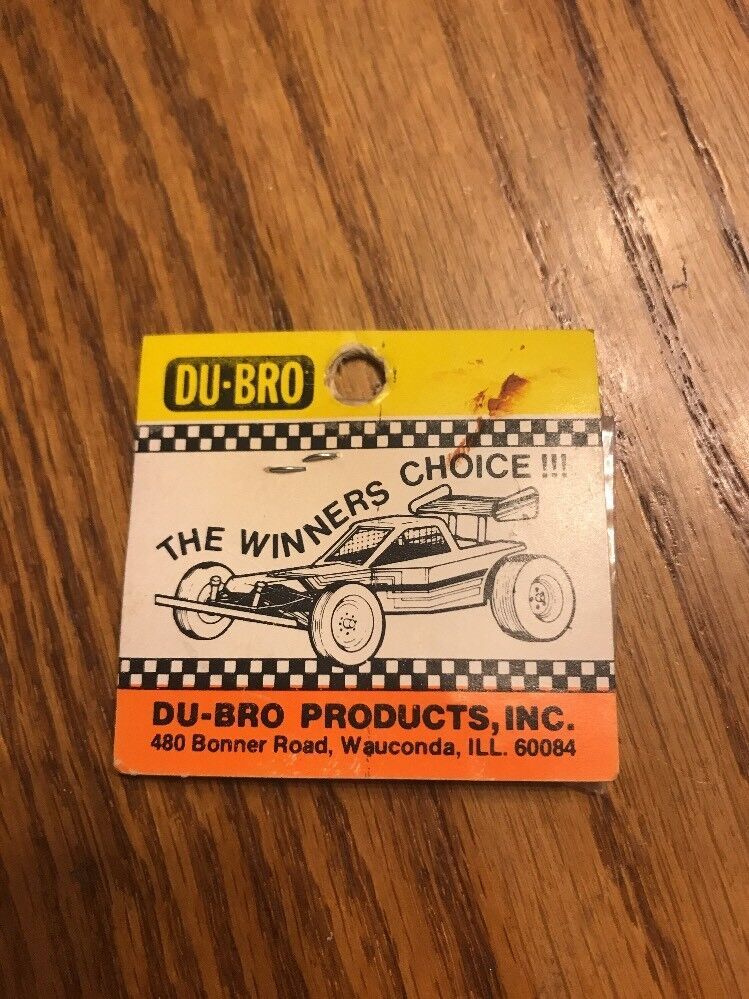 DU-BRO
THE WINNERS CHOICE !!!
DU-BRO PRODUCTS, INC.
480 Bonner Road, Wauconda, ILL. 60084